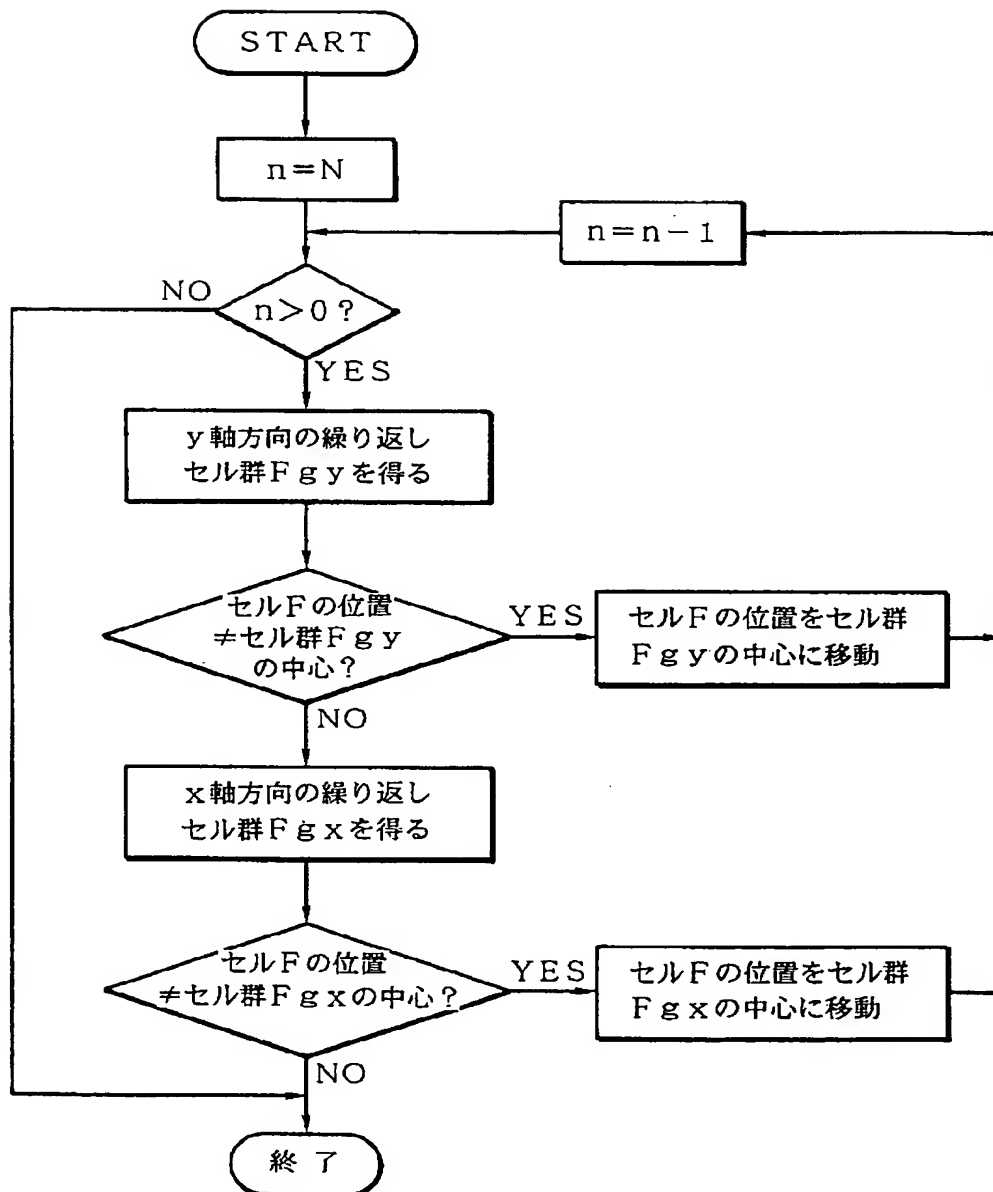 START
n=N
n=n-1
NO
n>0?
YES
y軸方向の繰り返し
セル群Fgyを得る
セルFの位置
≠セル群Fgy
の中心?
YES
セルFの位置をセル群
Fgyの中心に移動
NO
x軸方向の繰り返し
セル群Fgxを得る
セルFの位置
≠セル群Fgxの中心?
YES
セルFの位置をセル群
Fgxの中心に移動
NO
終了